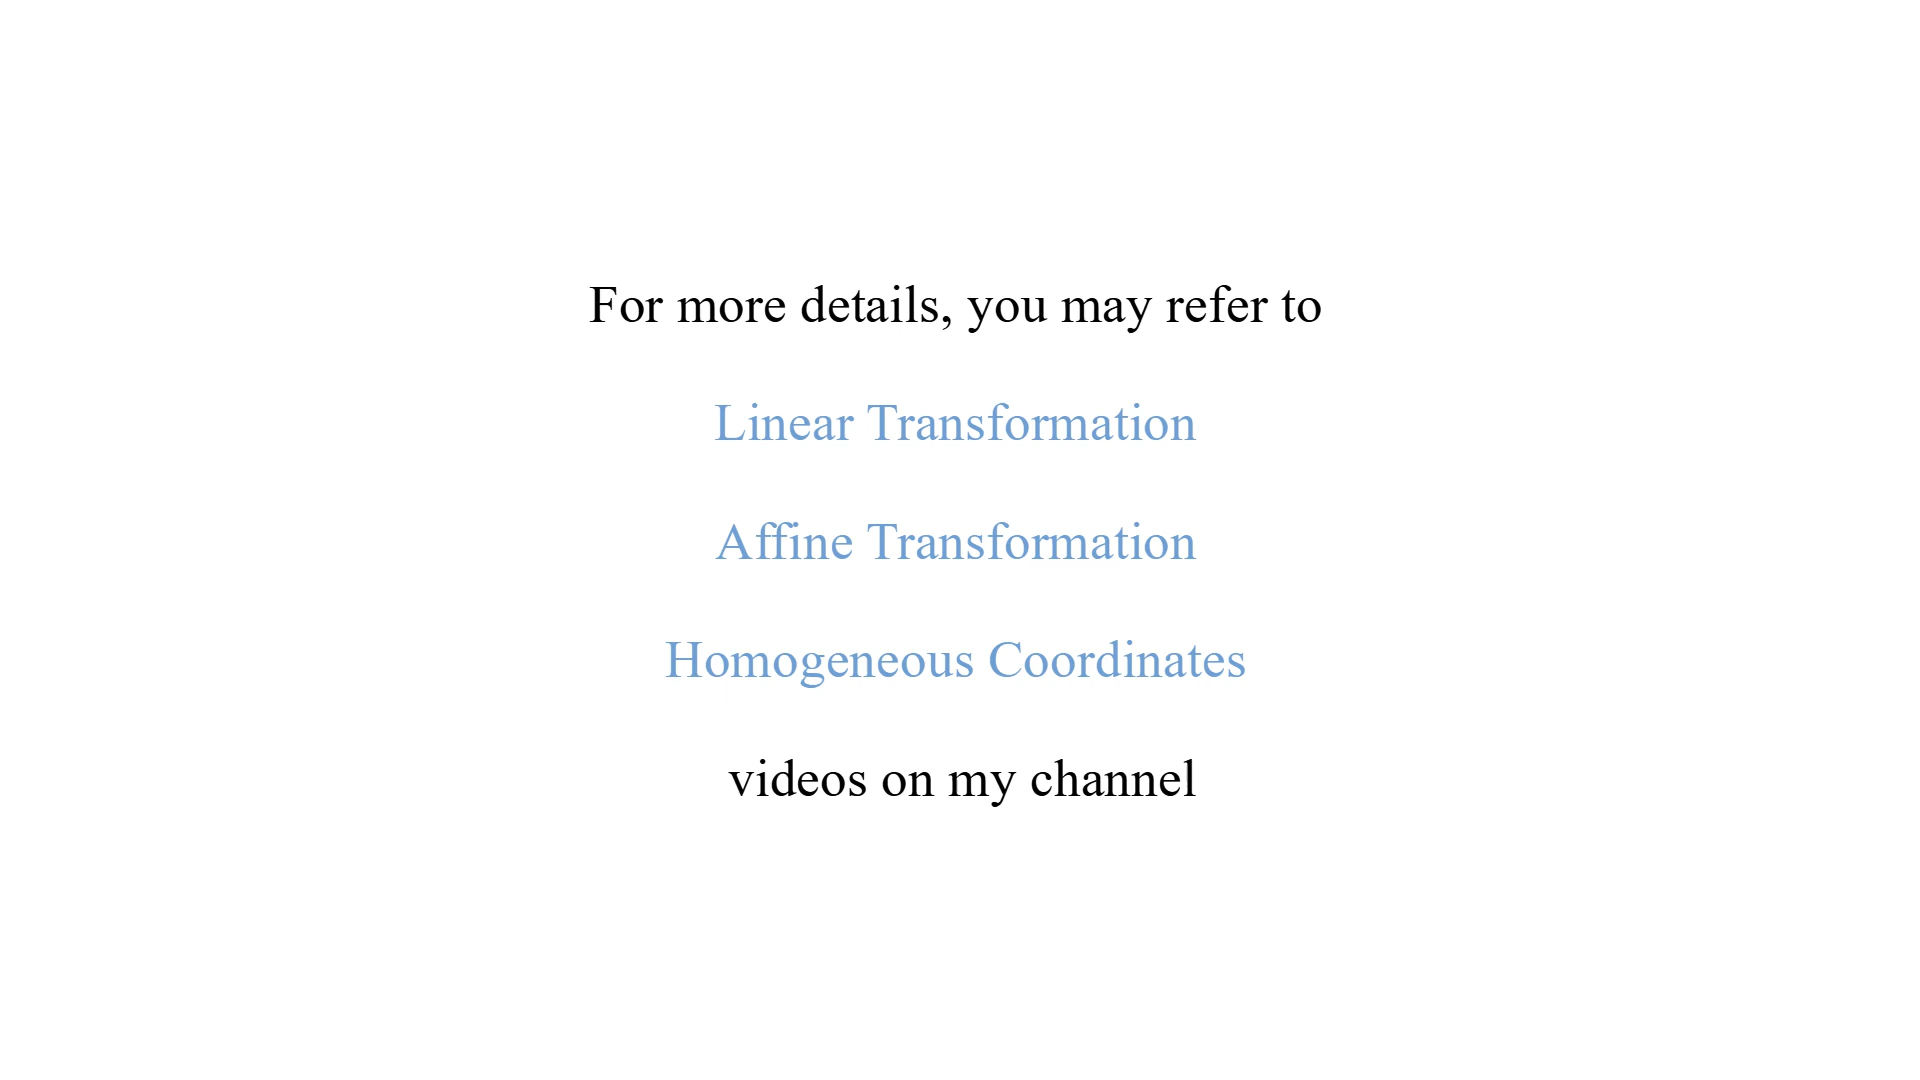 For more details, you may refer to
Linear Transformation
Affine Transformation
Homogeneous Coordinates
videos on my channel